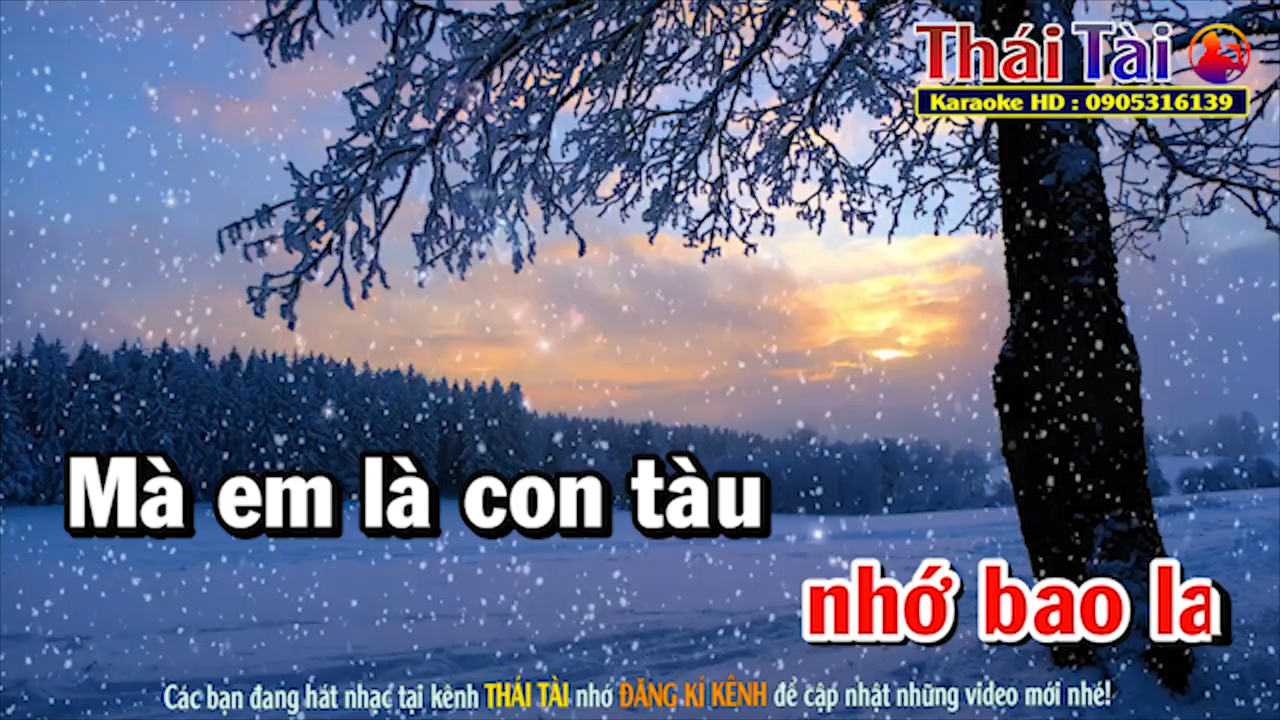 Thái Tài
Karaoke HD : 0905316139
Mà em là con tàu
nhớ bao la
Các bạn đang hát nhạc tại kênh THÁI TÀI nhớ ĐĂNG KÍ KÊNH để cập nhật những video mới nhé!